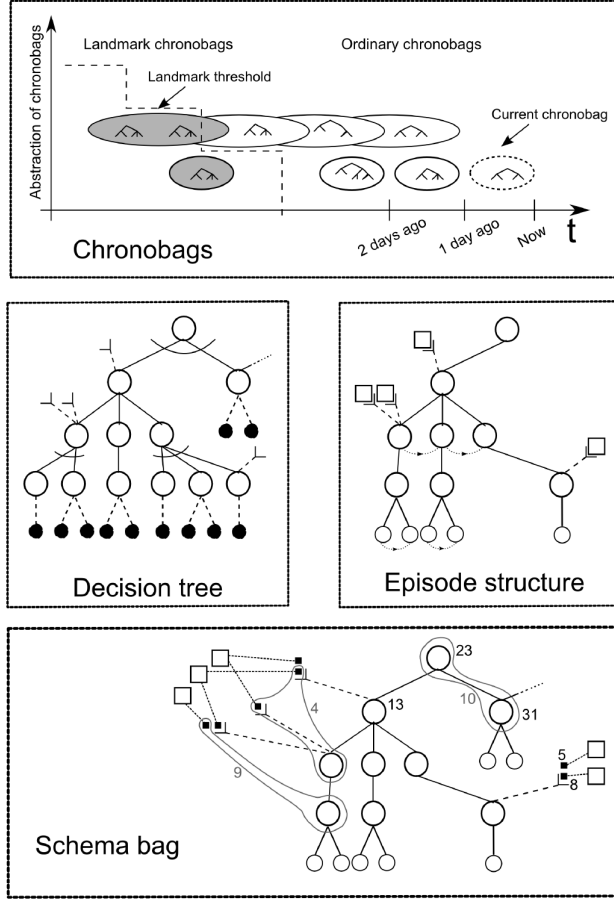 Abstraction of chronobags
Landmark chronobags
Ordinary chronobags
Landmark threshold
Current chronobag
2 days ago
1 day ago
Now
t
Chronobags
Decision tree
Episode structure
23
10
4
13
31
5
8
9
Schema bag